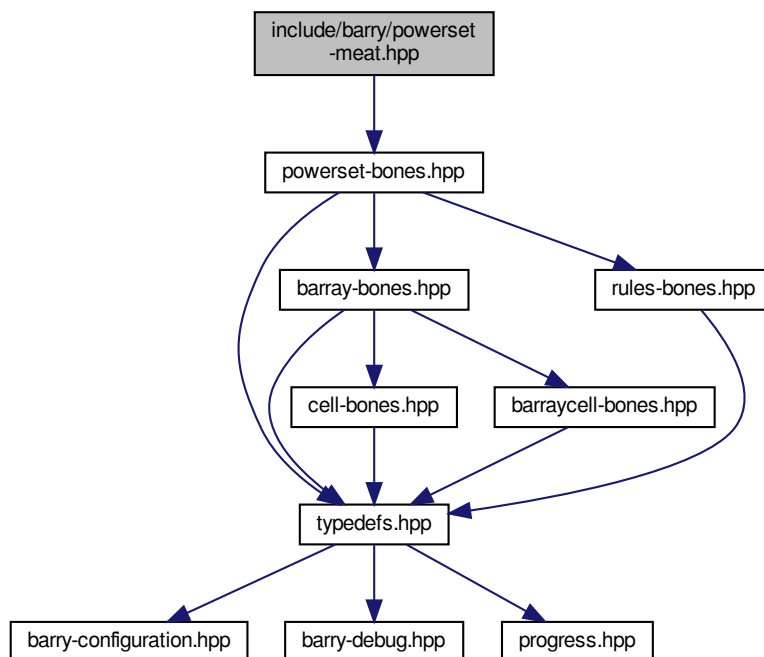 include/barry/powerset
-meat.hpp
powerset-bones.hpp
barray-bones.hpp
rules-bones.hpp
cell-bones.hpp
barraycell-bones.hpp
typedefs.hpp
barry-configuration.hpp
barry-debug.hpp
progress.hpp